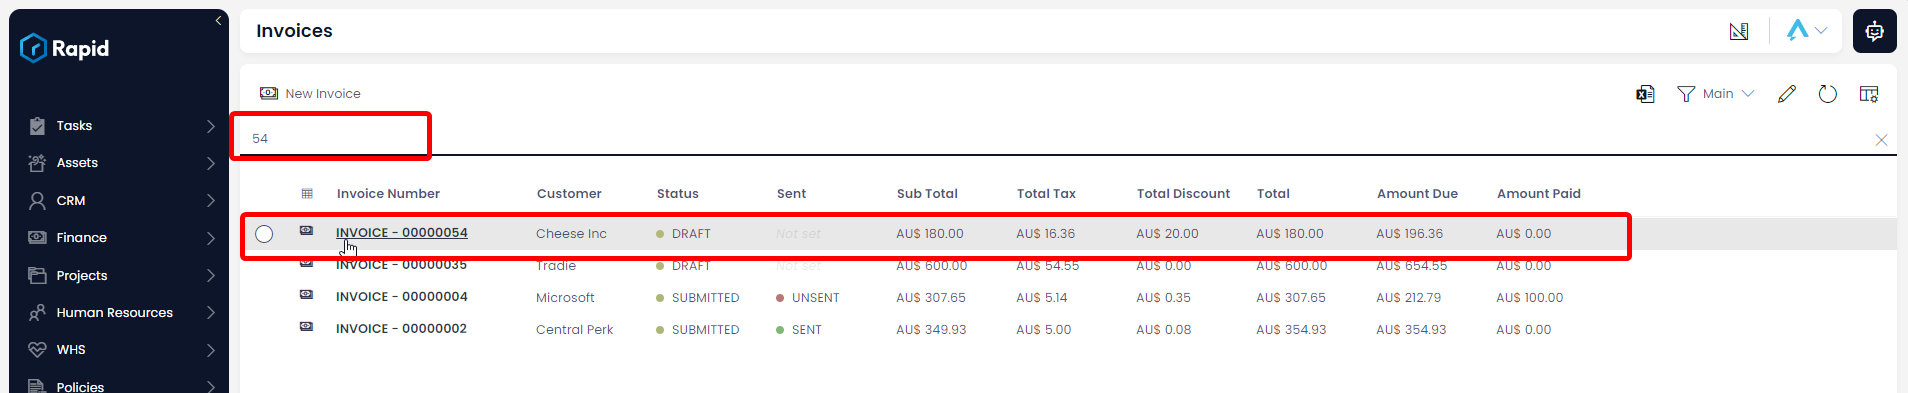 Rapid
Invoices
New Invoice
Main
54
Tasks
Assets
CRM
Finance
Projects
Human Resources
WHS
Policies
Invoice Number Customer Status Sent Sub Total Total Tax Total Discount Total Amount Due Amount Paid
INVOICE - 00000054 Cheese Inc DRAFT Not set AU$ 180.00 AU$ 16.36 AU$ 20.00 AU$ 180.00 AU$ 196.36 AU$ 0.00
INVOICE - 00000035 Tradie DRAFT Not set AU$ 600.00 AU$ 54.55 AU$ 0.00 AU$ 600.00 AU$ 654.55 AU$ 0.00
INVOICE - 00000004 Microsoft SUBMITTED UNSENT AU$ 307.65 AU$ 5.14 AU$ 0.35 AU$ 307.65 AU$ 212.79 AU$ 100.00
INVOICE - 00000002 Central Perk SUBMITTED SENT AU$ 349.93 AU$ 5.00 AU$ 0.08 AU$ 354.93 AU$ 354.93 AU$ 0.00